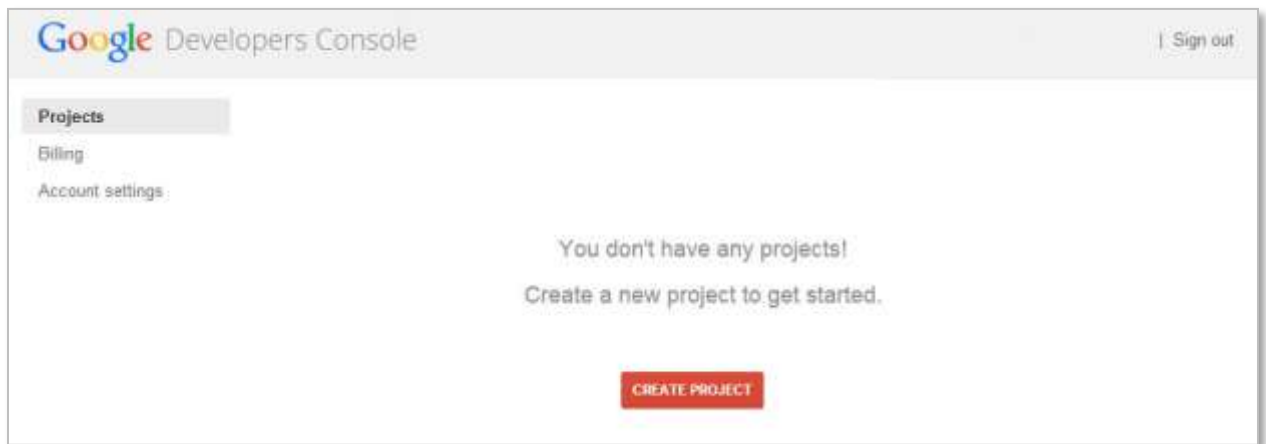 Google Developers Console
| Sign out
Projects
Billing
Account settings
You don't have any projects!
Create a new project to get started.
CREATE PROJECT